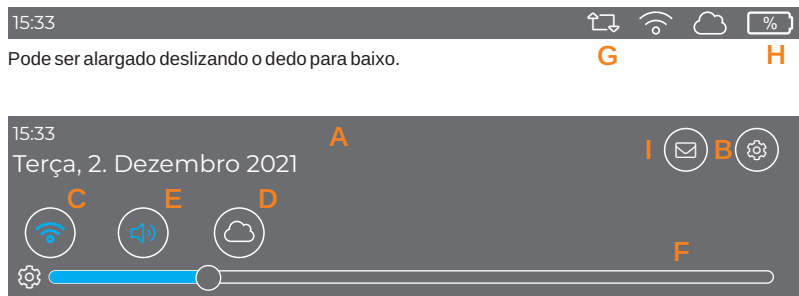 15:33 %
Pode ser alargado deslizando o dedo para baixo. G H
15:33 A
I B
Terça, 2. Dezembro 2021
C E D
F